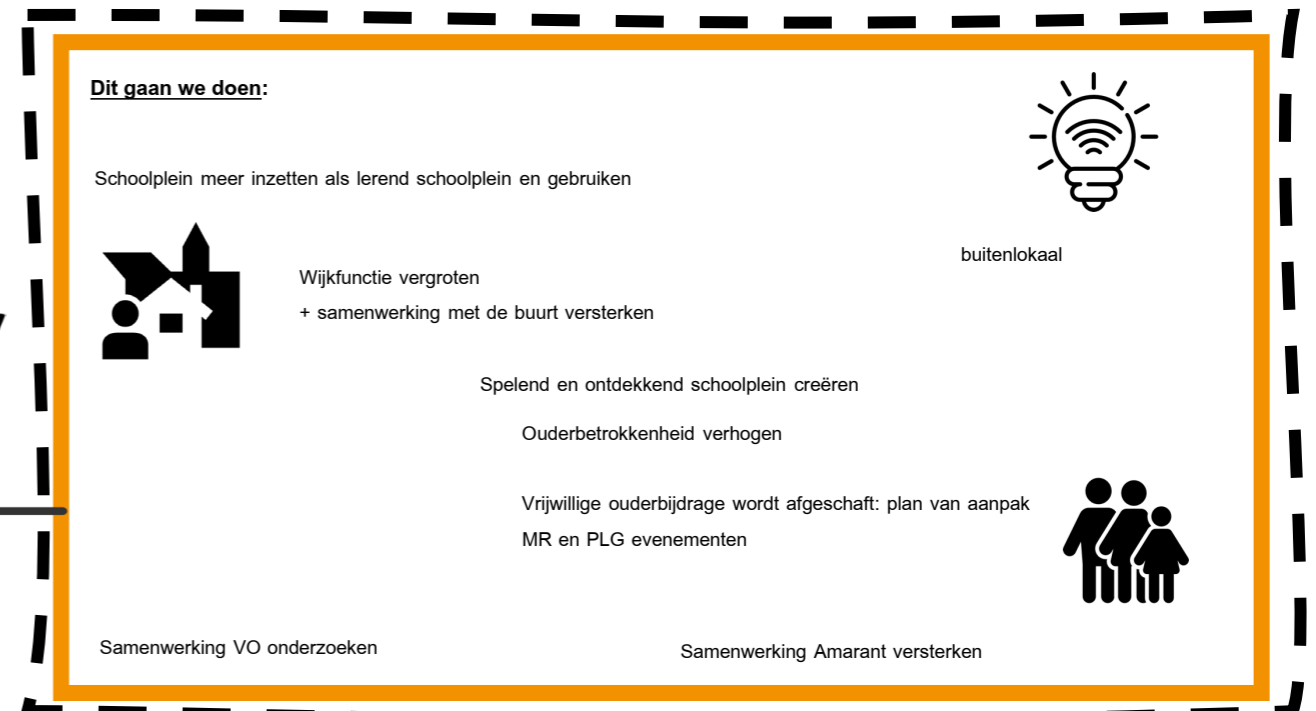 Dit gaan we doen:
Schoolplein meer inzetten als lerend schoolplein en gebruiken
buitenlokaal
Wijkfunctie vergroten
+ samenwerking met de buurt versterken
Spelend en ontdekkend schoolplein creëren
Ouderbetrokkenheid verhogen
Vrijwillige ouderbijdrage wordt afgeschaft: plan van aanpak
MR en PLG evenementen
Samenwerking VO onderzoeken
Samenwerking Amarant versterken